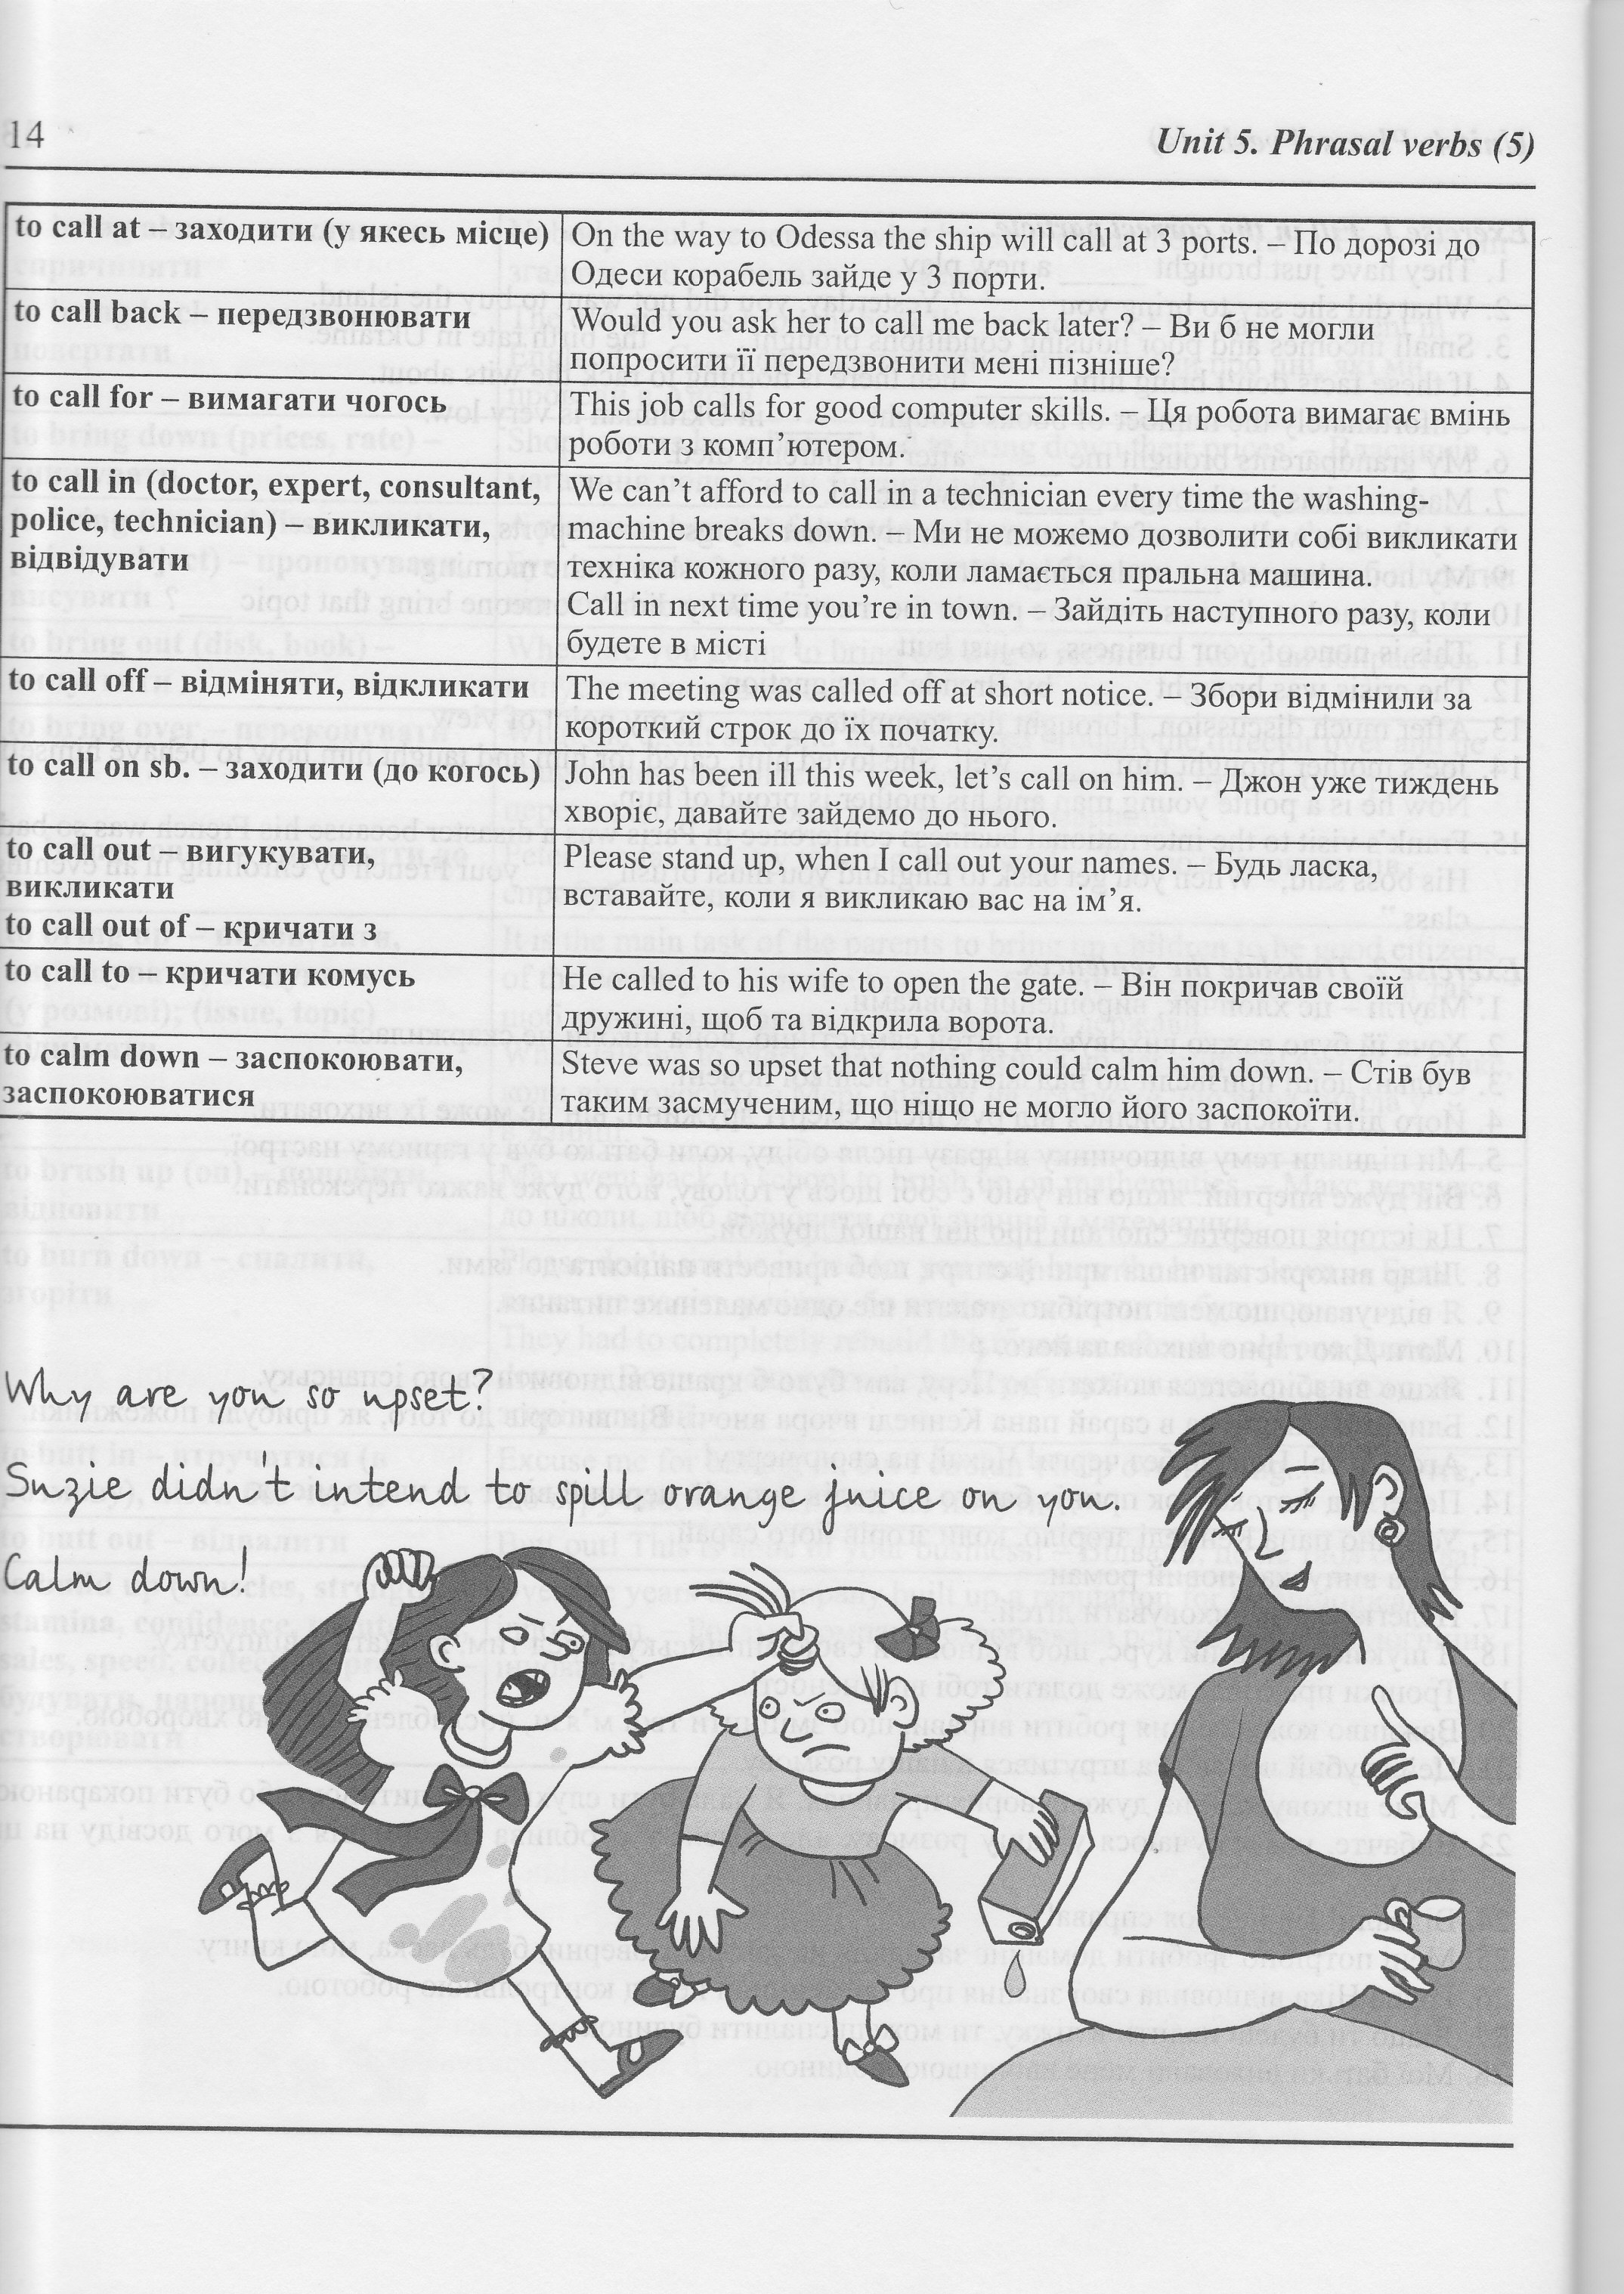 14
Unit 5. Phrasal verbs (5)
to call at – заходити (у якесь місце)
On the way to Odessa the ship will call at 3 ports. – По дорозі до
Одеси корабель зайде у 3 порти.
to call back – передзвонювати
Would you ask her to call me back later? – Ви б не могли
попросити її передзвонити мені пізніше?
to call for – вимагати чогось
This job calls for good computer skills. – Ця робота вимагає вмінь
роботи з комп’ютером.
to call in (doctor, expert, consultant,
police, technician) – викликати,
відвідувати
We can’t afford to call in a technician every time the washing-
machine breaks down. – Ми не можемо дозволити собі викликати
техніка кожного разу, коли ламається пральна машина.
Call in next time you’re in town. – Зайдіть наступного разу, коли
будете в місті
to call off – відміняти, відкликати
The meeting was called off at short notice. – Збори відмінили за
короткий строк до їх початку.
to call on sb. – заходити (до когось)
John has been ill this week, let’s call on him. – Джон уже тиждень
хворіє, давайте зайдемо до нього.
to call out – вигукувати,
викликати
to call out of – кричати з
Please stand up, when I call out your names. – Будь ласка,
вставайте, коли я викликаю вас на ім’я.
to call to – кричати комусь
He called to his wife to open the gate. – Він покричав своїй
дружині, щоб та відкрила ворота.
to calm down – заспокоювати,
заспокоюватися
Steve was so upset that nothing could calm him down. – Стів був
таким засмученим, що ніщо не могло його заспокоїти.
Why are you so upset?
Suzie didn't intend to spill orange juice on you.
Calm down!